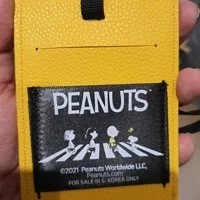 PEANUTS
©2021 Peanuts Worldwide LLC,
Peanuts.com
FOR SALE IN S. KOREA ONLY